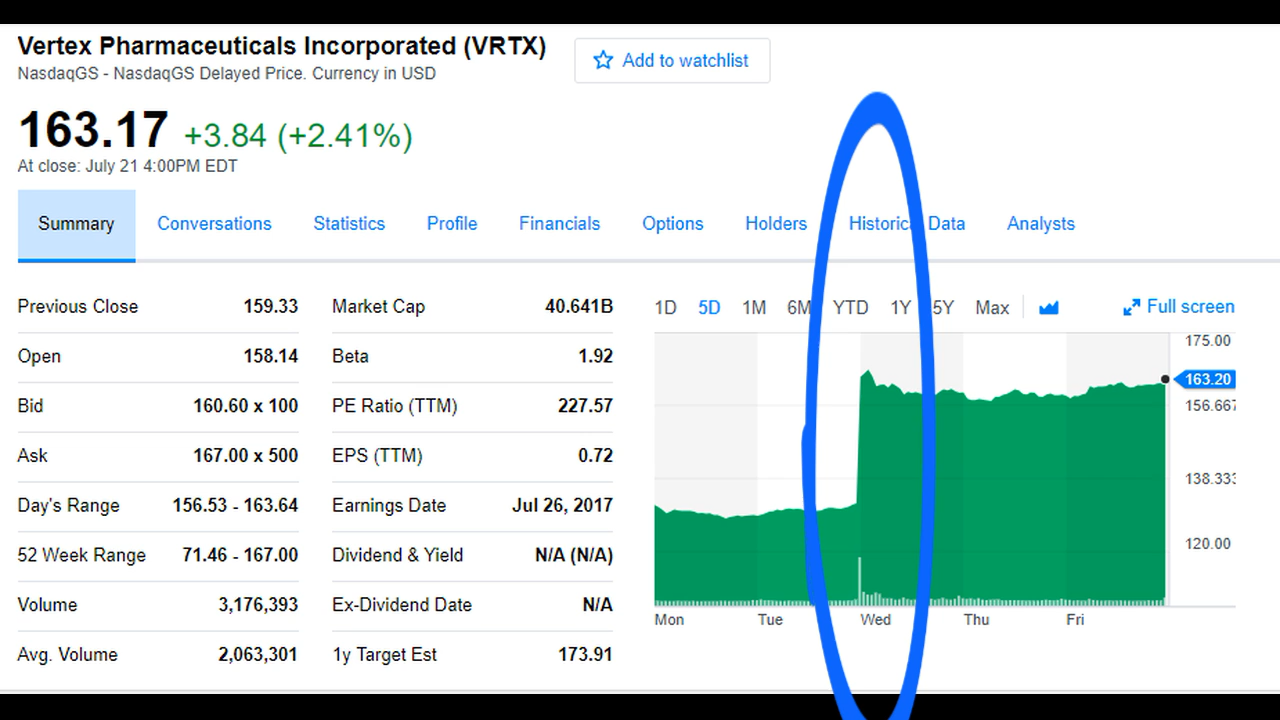 Vertex Pharmaceuticals Incorporated (VRTX)
Add to watchlist
NasdaqGS - NasdaqGS Delayed Price. Currency in USD
163.17 +3.84 (+2.41%)
At close: July 21 4:00PM EDT
Summary Conversations Statistics Profile Financials Options Holders Historical Data Analysts
Previous Close 159.33
Open 158.14
Bid 160.60 x 100
Ask 167.00 x 500
Day's Range 156.53 - 163.64
52 Week Range 71.46 - 167.00
Volume 3,176,393
Avg. Volume 2,063,301
Market Cap 40.641B
Beta 1.92
PE Ratio (TTM) 227.57
EPS (TTM) 0.72
Earnings Date Jul 26, 2017
Dividend & Yield N/A (N/A)
Ex-Dividend Date N/A
1y Target Est 173.91
1D 5D 1M 6M YTD 1Y 5Y Max Full screen
175.00
163.20
156.667
138.333
120.00
Mon Tue Wed Thu Fri